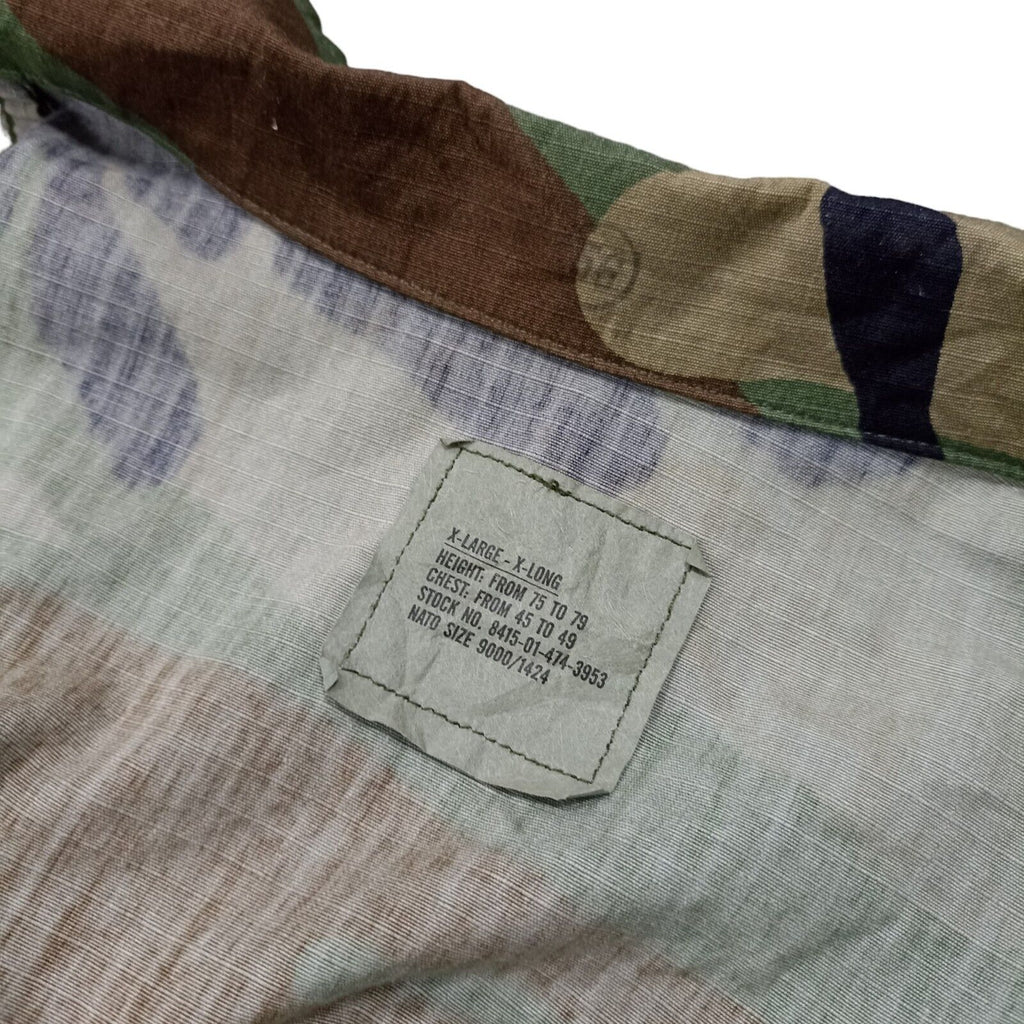 X-LARGE - X-LONG
HEIGHT: FROM 75 TO 79
CHEST: FROM 45 TO 49
STOCK NO. 8415-01-474-3953
NATO SIZE 9000/1424